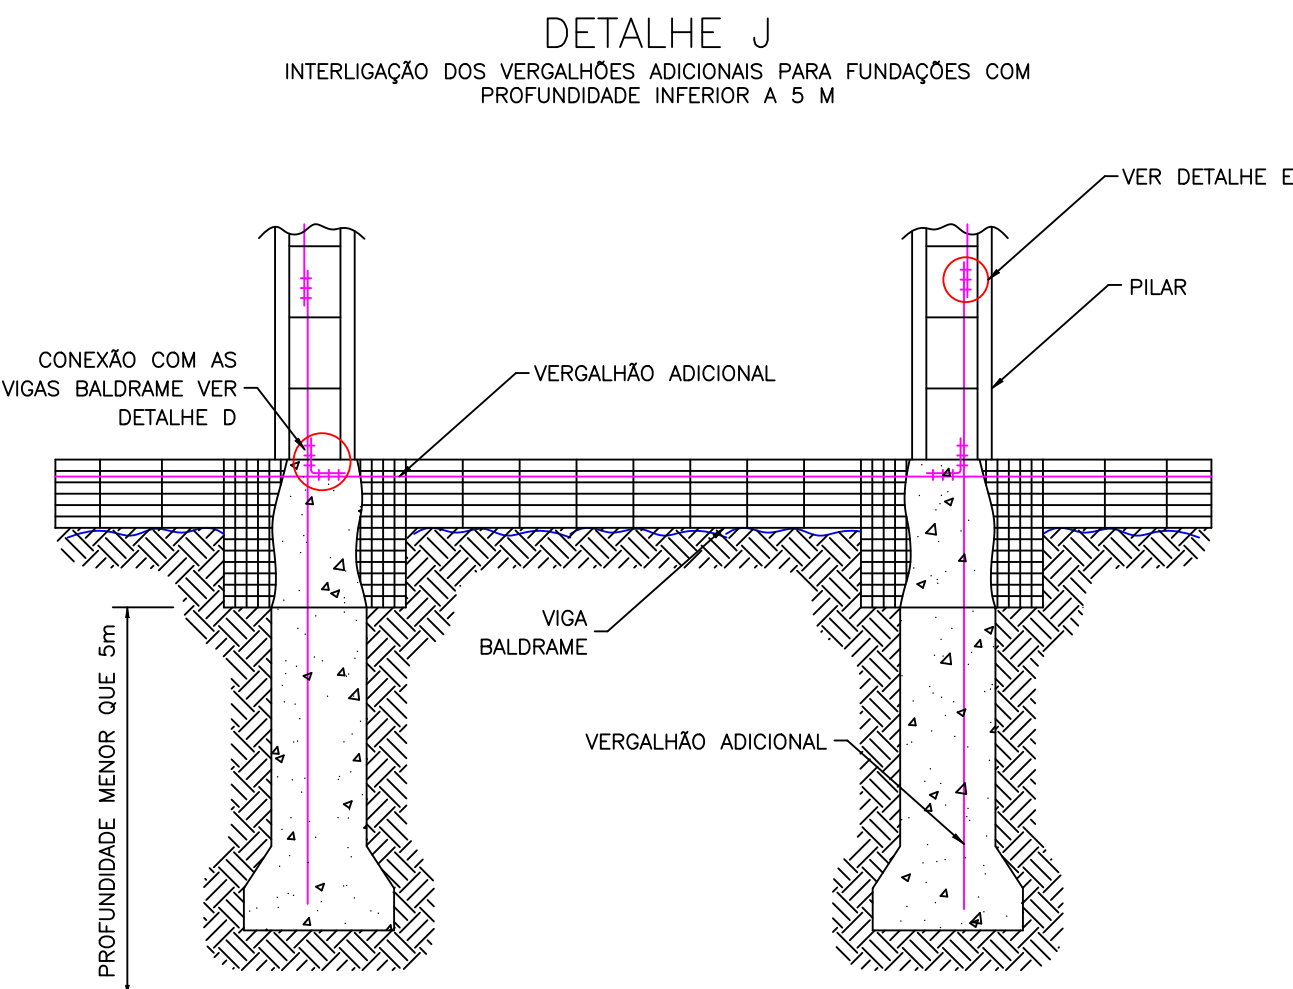 DETALHE J
INTERLIGAÇÃO DOS VERGALHÕES ADICIONAIS PARA FUNDAÇÕES COM
PROFUNDIDADE INFERIOR A 5 M
VER DETALHE E
PILAR
CONEXÃO COM AS
VIGAS BALDRAME VER
DETALHE D
VERGALHÃO ADICIONAL
VIGA
BALDRAME
VERGALHÃO ADICIONAL
PROFUNDIDADE MENOR QUE 5m